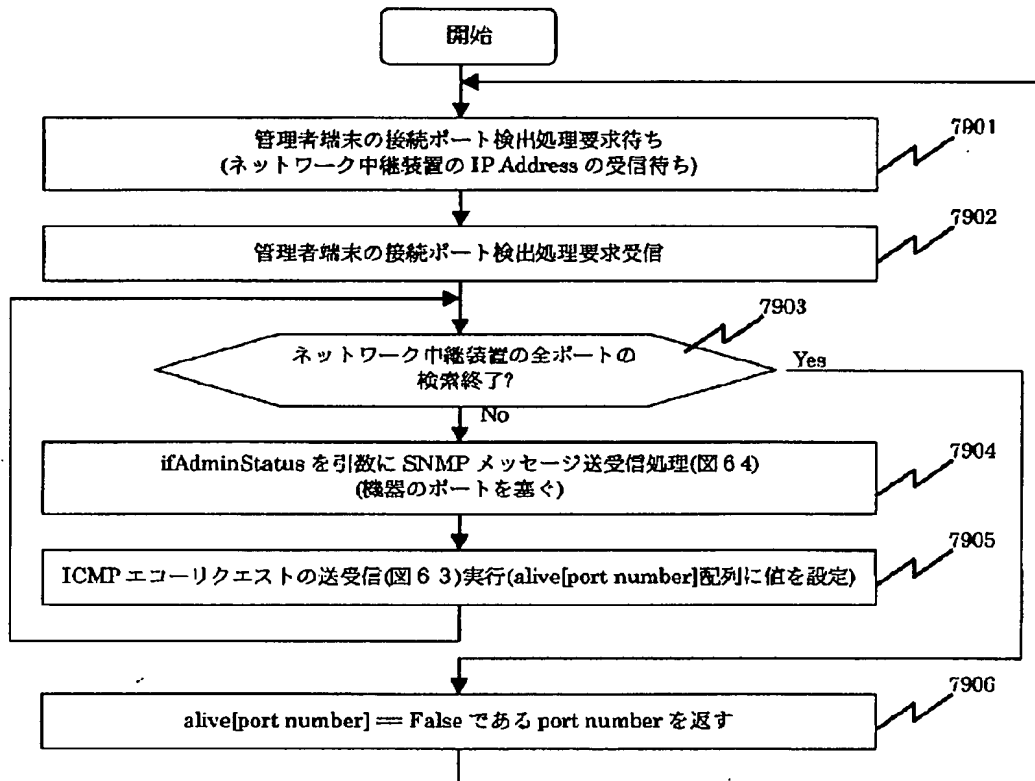 開始
管理者端末の接続ポート検出処理要求待ち
(ネットワーク中継装置の IP Address の受信待ち)
7901
管理者端末の接続ポート検出処理要求受信
7902
ネットワーク中継装置の全ポートの
検索終了?
7903
Yes
No
ifAdminStatus を引数に SNMP メッセージ送受信処理(図６４)
(機器のポートを塞ぐ)
7904
ICMP エコーリクエストの送受信(図６３)実行(alive[port number]配列に値を設定)
7905
alive[port number] == False である port number を返す
7906